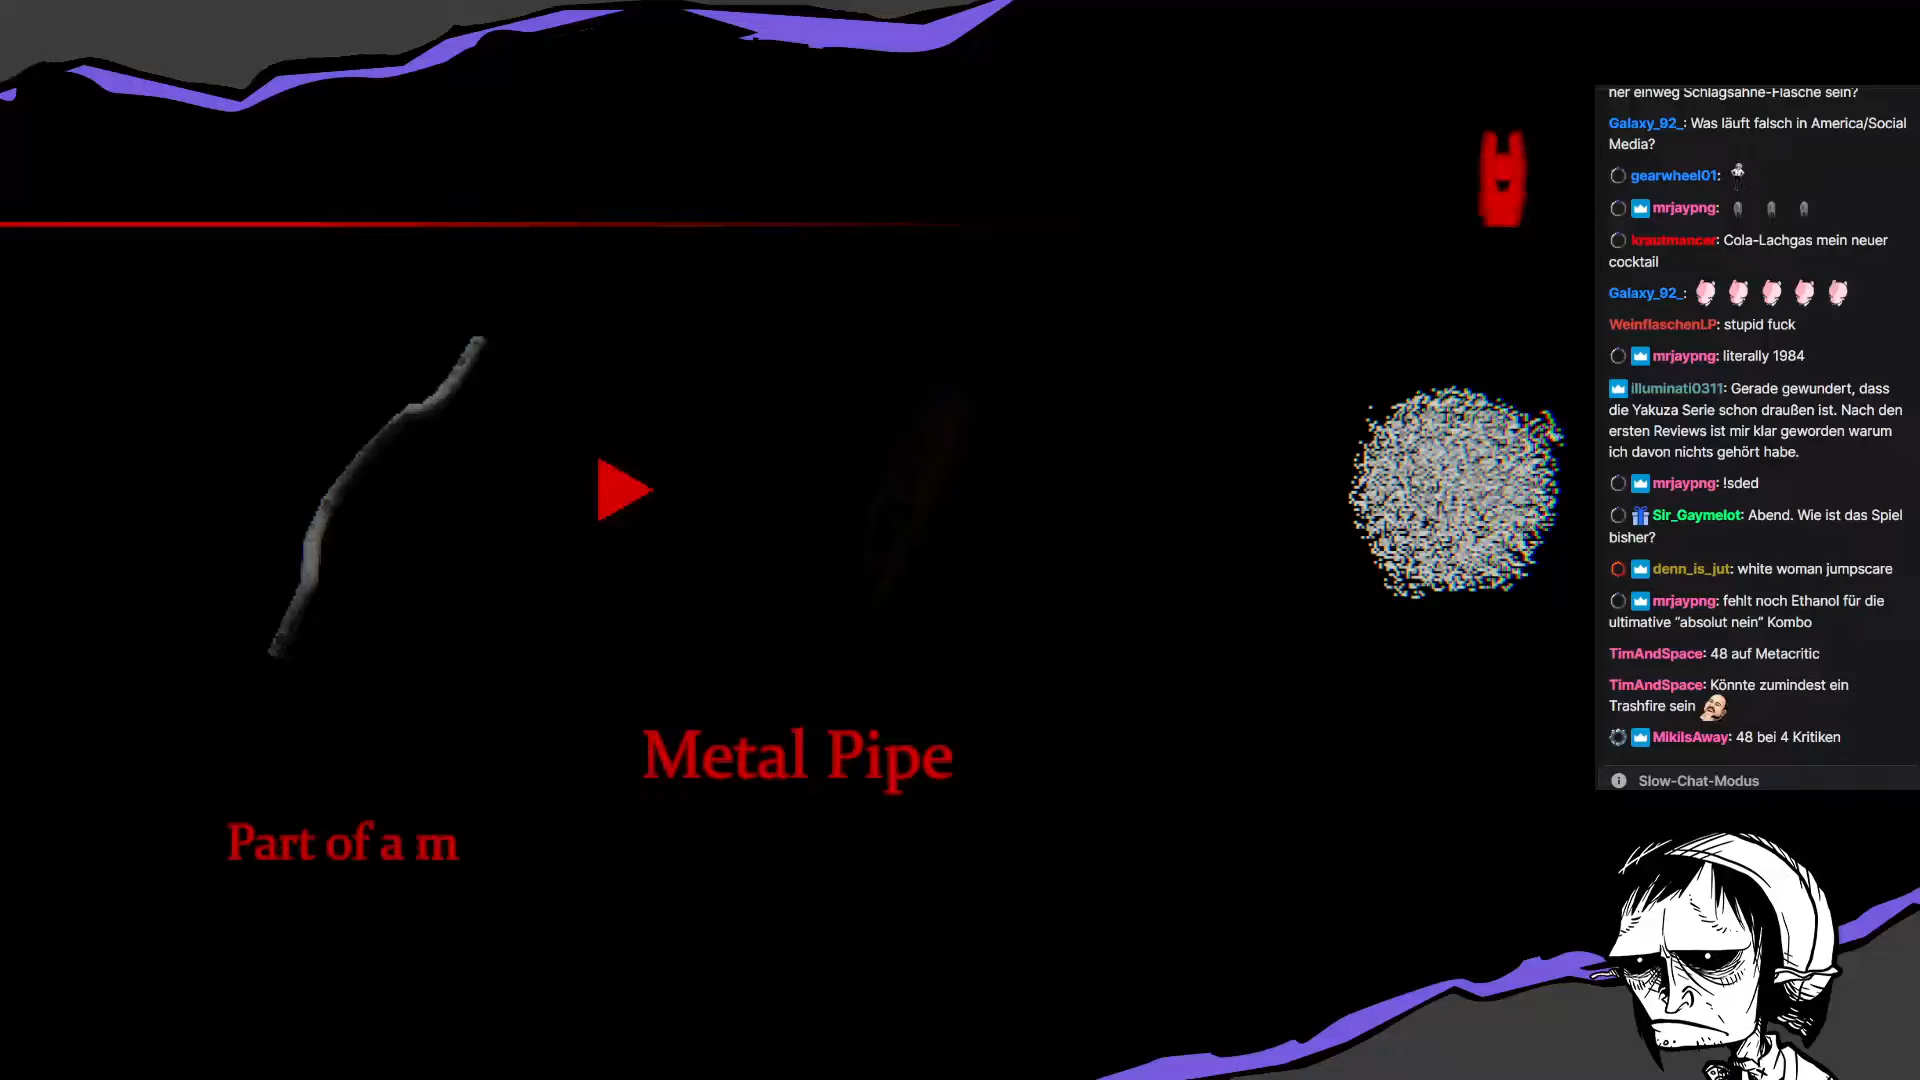 Metal Pipe
Part of a m
ner einweg Schlagsahne-Flasche sein?
Galaxy_92_: Was läuft falsch in America/Social
Media?
gearwheel01:
mrjaypng:
krautmancer: Cola-Lachgas mein neuer
cocktail
Galaxy_92_:
WeinflaschenLP: stupid fuck
mrjaypng: literally 1984
illuminati0311: Gerade gewundert, dass
die Yakuza Serie schon draußen ist. Nach den
ersten Reviews ist mir klar geworden warum
ich davon nichts gehört habe.
mrjaypng: !sded
Sir_Gaymelot: Abend. Wie ist das Spiel
bisher?
denn_is_jut: white woman jumpscare
mrjaypng: fehlt noch Ethanol für die
ultimative “absolut nein” Kombo
TimAndSpace: 48 auf Metacritic
TimAndSpace: Könnte zumindest ein
Trashfire sein
MikiIsAway: 48 bei 4 Kritiken
Slow-Chat-Modus